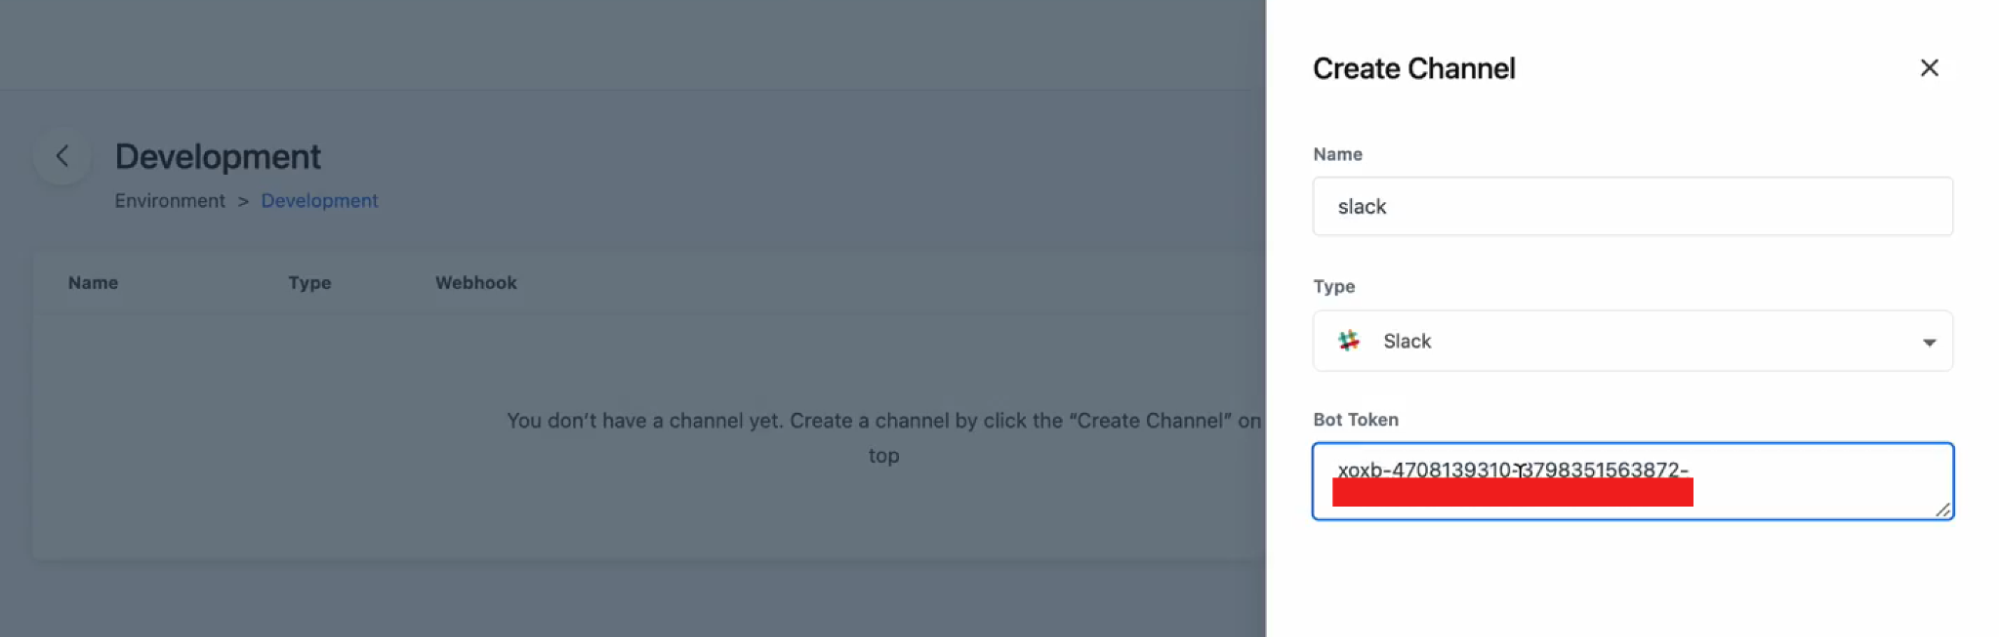 Create Channel
Development
Environment > Development
Name Type Webhook
You don't have a channel yet. Create a channel by click the “Create Channel” on
top
Name
slack
Type
Slack
Bot Token
xoxb-4708139310-3798351563872-